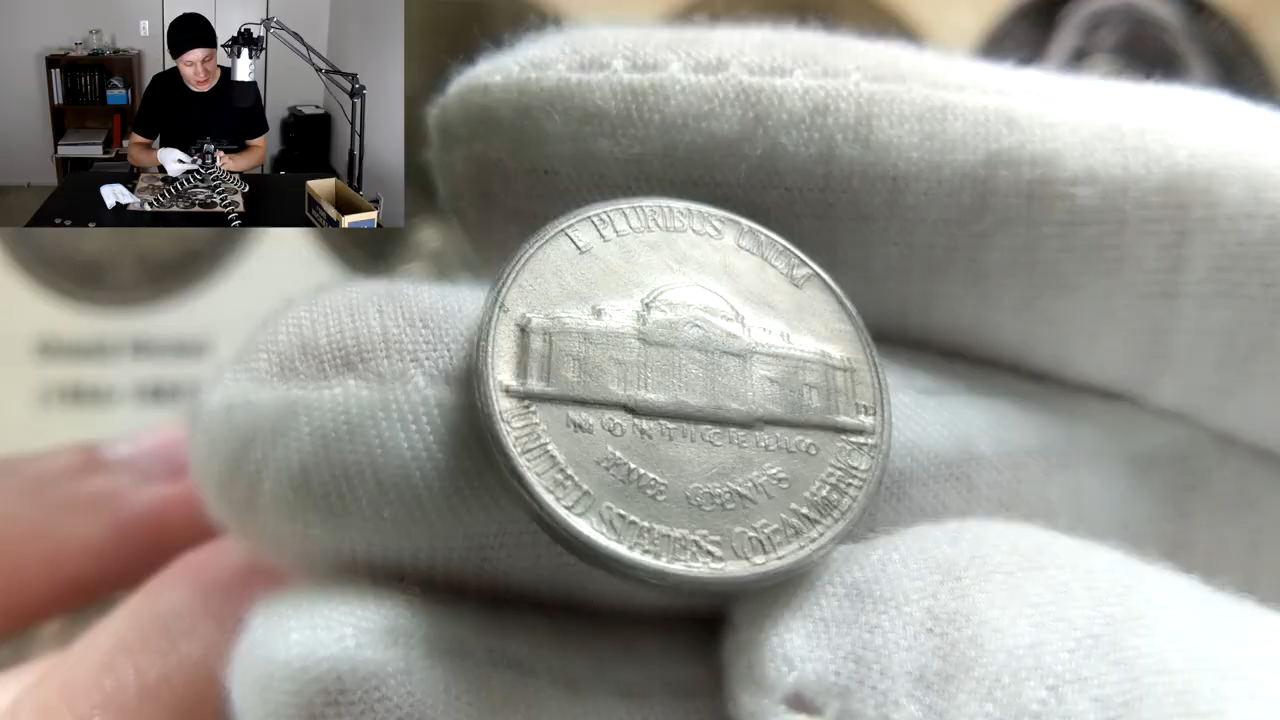 E PLURIBUS UNUM
MONTICELLO
FIVE CENTS
UNITED STATES OF AMERICA